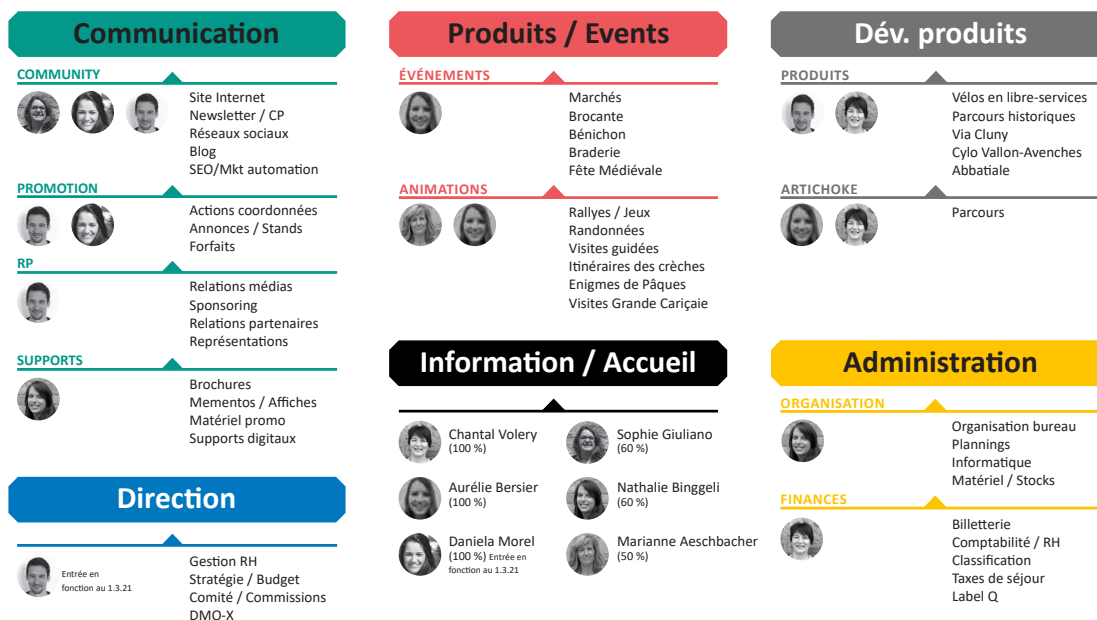 Communication
COMMUNITY
Site Internet
Newsletter / CP
Réseaux sociaux
Blog
SEO/Mkt automation
PROMOTION
Actions coordonnées
Annonces / Stands
Forfaits
RP
Relations médias
Sponsoring
Relations partenaires
Représentations
SUPPORTS
Brochures
Mementos / Affiches
Matériel promo
Supports digitaux
Direction
Entrée en
fonction au 1.3.21
Gestion RH
Stratégie / Budget
Comité / Commissions
DMO-X
Produits / Events
ÉVÉNEMENTS
Marchés
Brocante
Bénichon
Braderie
Fête Médiévale
ANIMATIONS
Rallyes / Jeux
Randonnées
Visites guidées
Itinéraires des crèches
Enigmes de Pâques
Visites Grande Cariçaie
Information / Accueil
Chantal Volery
(100 %)
Sophie Giuliano
(60 %)
Aurélie Bersier
(100 %)
Nathalie Binggeli
(60 %)
Daniela Morel
(100 %) Entrée en
fonction au 1.3.21
Marianne Aeschbacher
(50 %)
Dév. produits
PRODUITS
Vélos en libre-services
Parcours historiques
Via Cluny
Cylo Vallon-Avenches
Abbatiale
ARTICHOKE
Parcours
Administration
ORGANISATION
Organisation bureau
Plannings
Informatique
Matériel / Stocks
FINANCES
Billetterie
Comptabilité / RH
Classification
Taxes de séjour
Label Q